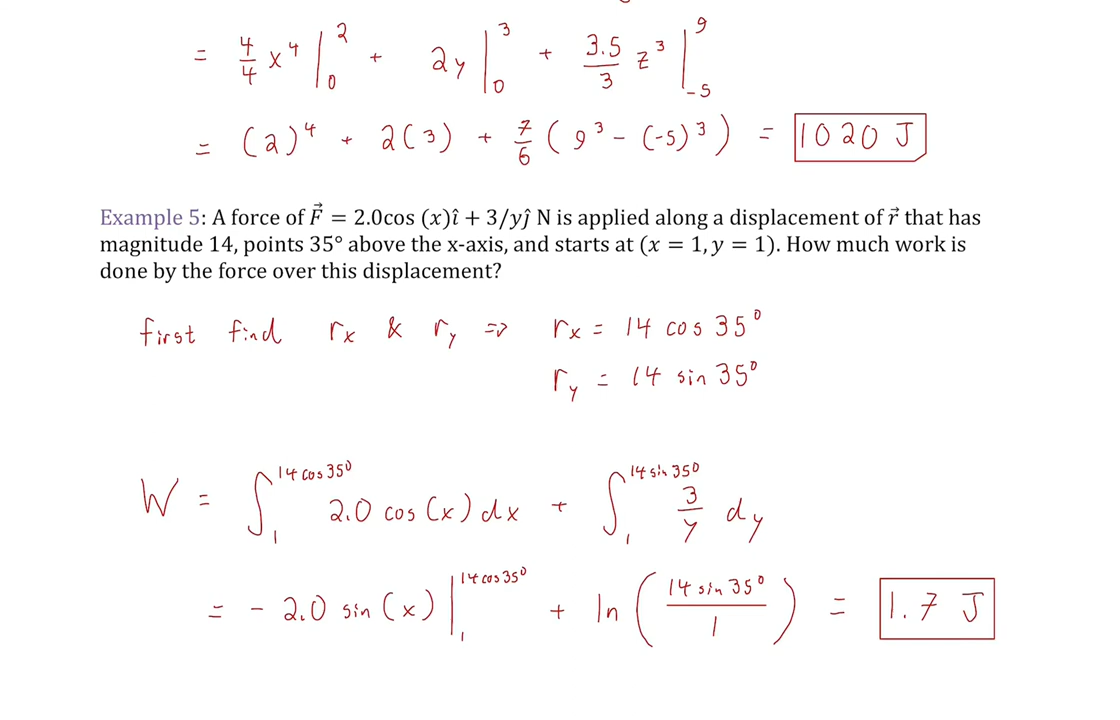 = 4/4 x⁴ |₀² + 2y |₀³ + 3.5/3 z³ |₋₅⁹
= (2)⁴ + 2(3) + 7/6 (9³ - (-5)³) = 1020 J
Example 5: A force of F⃗ = 2.0cos (x)î + 3/yĵ N is applied along a displacement of r⃗ that has
magnitude 14, points 35° above the x-axis, and starts at (x = 1, y = 1). How much work is
done by the force over this displacement?
first find rₓ & r_y => rₓ = 14 cos 35°
r_y = 14 sin 35°
W = ∫₁^(14 cos 35°) 2.0 cos (x) dx + ∫₁^(14 sin 35°) 3/y dy
= - 2.0 sin (x) |₁^(14 cos 35°) + ln (14 sin 35° / 1) = 1.7 J